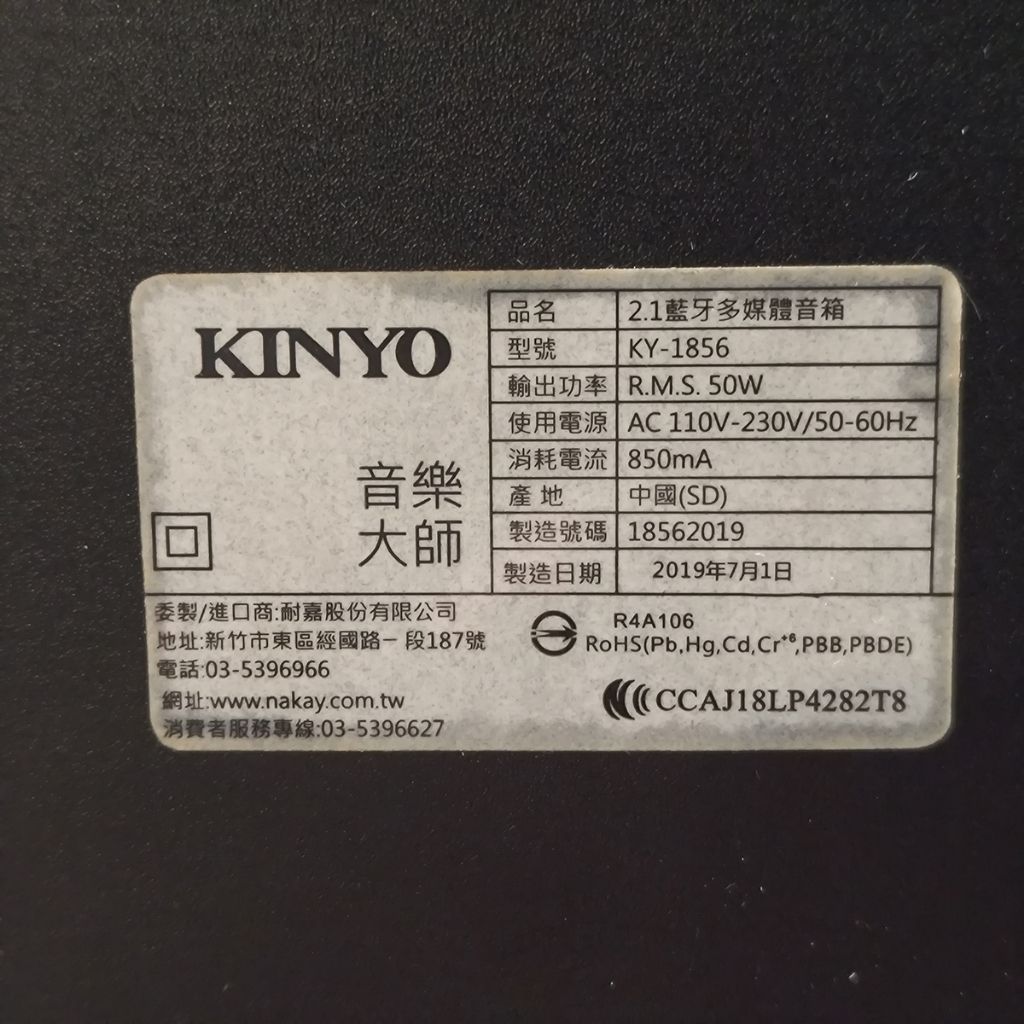 KINYO
音樂
大師
品名 2.1藍牙多媒體音箱
型號 KY-1856
輸出功率 R.M.S. 50W
使用電源 AC 110V-230V/50-60Hz
消耗電流 850mA
產地 中國(SD)
製造號碼 18562019
製造日期 2019年7月1日
委製/進口商:耐嘉股份有限公司
地址:新竹市東區經國路一段187號
電話:03-5396966
網址:www.nakay.com.tw
消費者服務專線:03-5396627
R4A106
RoHS(Pb,Hg,Cd,Cr⁺⁶,PBB,PBDE)
CCAJ18LP4282T8